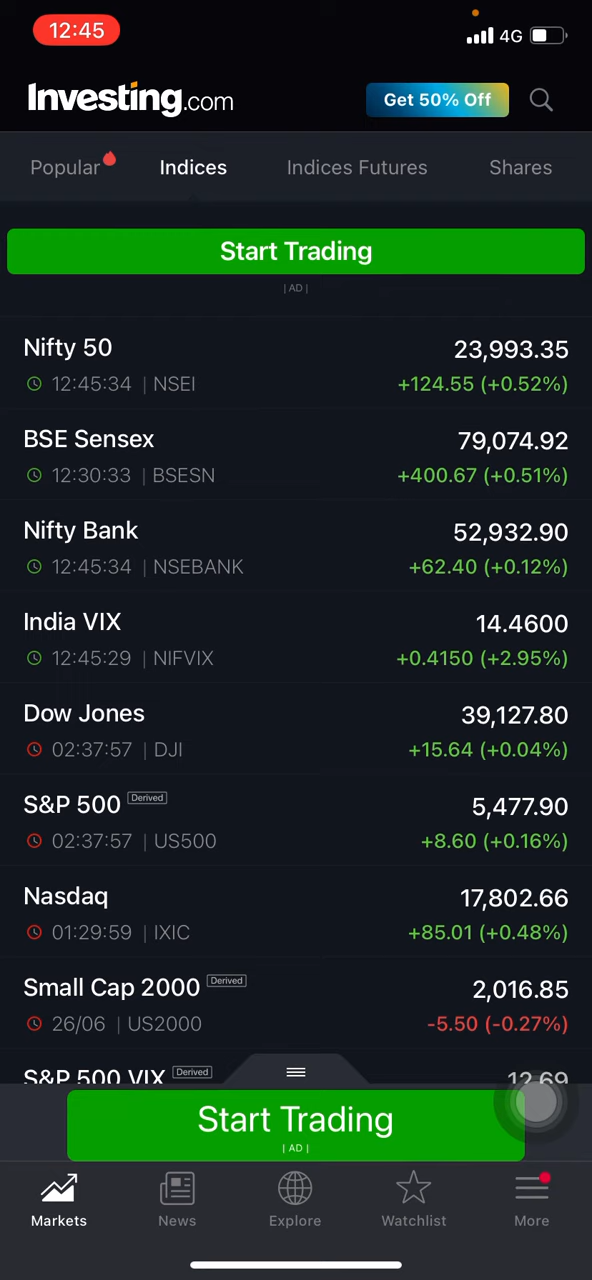 12:45
4G
Investing.com
Get 50% Off
Popular
Indices
Indices Futures
Shares
Start Trading
| AD |
Nifty 50
23,993.35
12:45:34 | NSEI
+124.55 (+0.52%)
BSE Sensex
79,074.92
12:30:33 | BSESN
+400.67 (+0.51%)
Nifty Bank
52,932.90
12:45:34 | NSEBANK
+62.40 (+0.12%)
India VIX
14.4600
12:45:29 | NIFVIX
+0.4150 (+2.95%)
Dow Jones
39,127.80
02:37:57 | DJI
+15.64 (+0.04%)
S&P 500 Derived
5,477.90
02:37:57 | US500
+8.60 (+0.16%)
Nasdaq
17,802.66
01:29:59 | IXIC
+85.01 (+0.48%)
Small Cap 2000 Derived
2,016.85
26/06 | US2000
-5.50 (-0.27%)
S&P 500 VIX Derived
12.69
Start Trading
| AD |
Markets
News
Explore
Watchlist
More